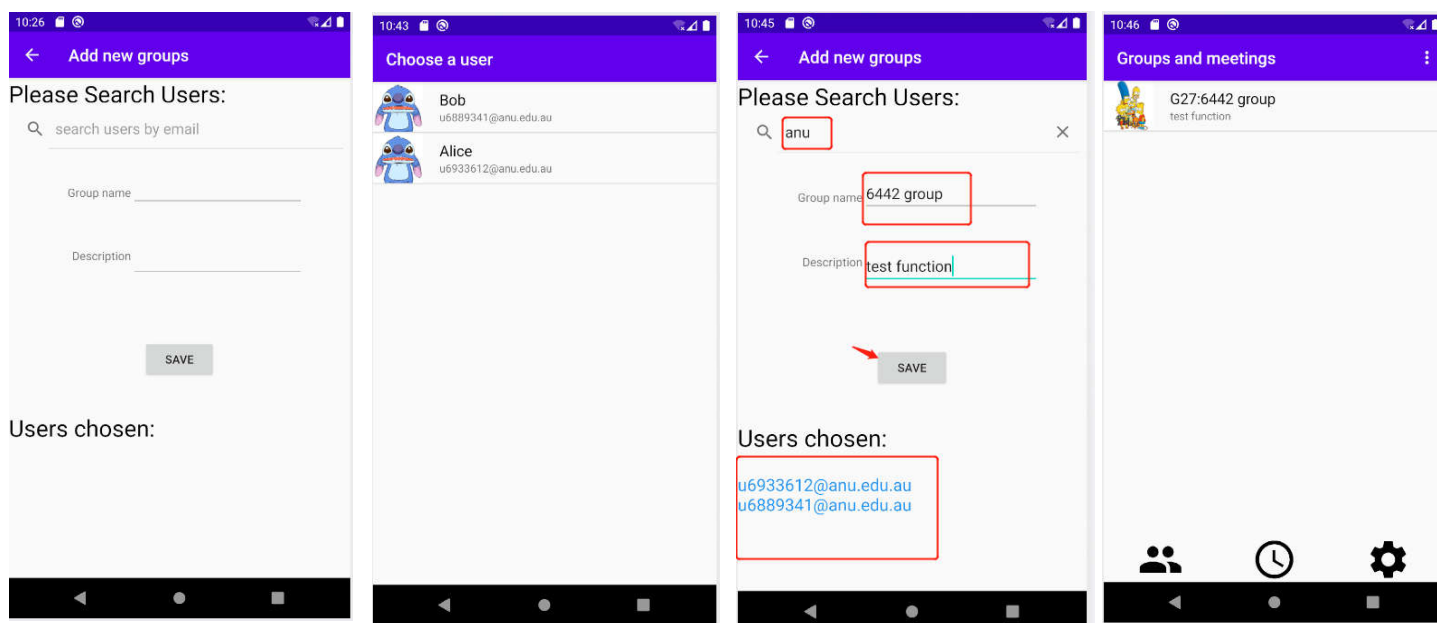 10:26
Add new groups
Please Search Users:
search users by email
Group name
Description
SAVE
Users chosen:
10:43
Choose a user
Bob
u6889341@anu.edu.au
Alice
u6933612@anu.edu.au
10:45
Add new groups
Please Search Users:
anu
Group name 6442 group
Description test function
SAVE
Users chosen:
u6933612@anu.edu.au
u6889341@anu.edu.au
10:46
Groups and meetings
G27:6442 group
test function